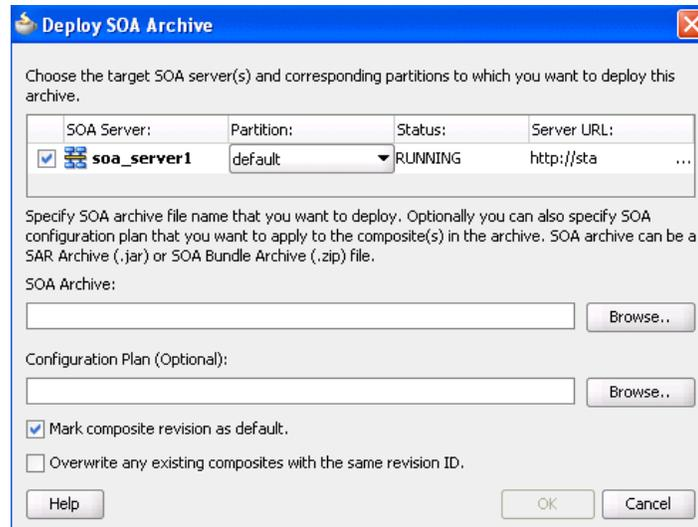 Deploy SOA Archive
Choose the target SOA server(s) and corresponding partitions to which you want to deploy this
archive.
SOA Server: Partition: Status: Server URL:
soa_server1 default RUNNING http://sta ...
Specify SOA archive file name that you want to deploy. Optionally you can also specify SOA
configuration plan that you want to apply to the composite(s) in the archive. SOA archive can be a
SAR Archive (.jar) or SOA Bundle Archive (.zip) file.
SOA Archive:
Browse..
Configuration Plan (Optional):
Browse..
Mark composite revision as default.
Overwrite any existing composites with the same revision ID.
Help OK Cancel